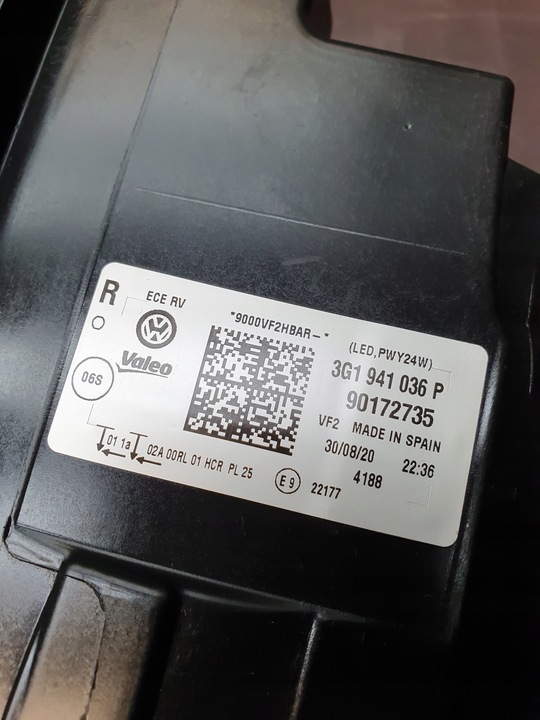 R
ECE RV
*9000VF2HBAR-*
(LED,PWY24W)
Valeo
3G1 941 036 P
90172735
06S
VF2 MADE IN SPAIN
30/08/20 22:36
4188
01 1a 02A 00RL 01 HCR PL 25
E9 22177